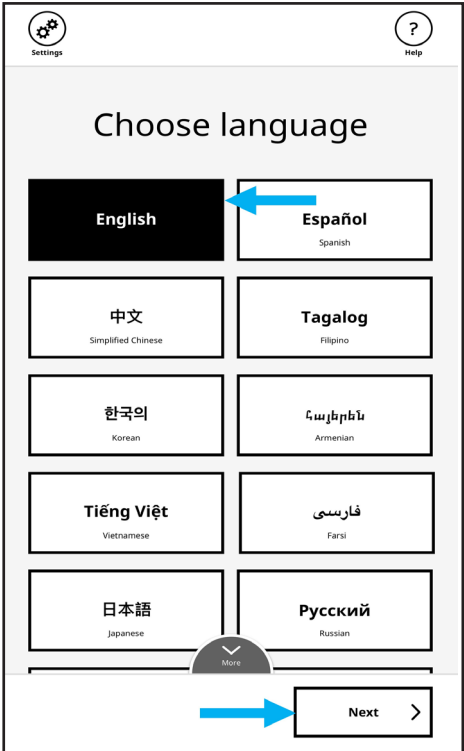 Settings
Help
Choose language
English
Español
Spanish
中文
Simplified Chinese
Tagalog
Filipino
한국의
Korean
Հայերեն
Armenian
Tiếng Việt
Vietnamese
فارسی
Farsi
日本語
Japanese
Русский
Russian
More
Next